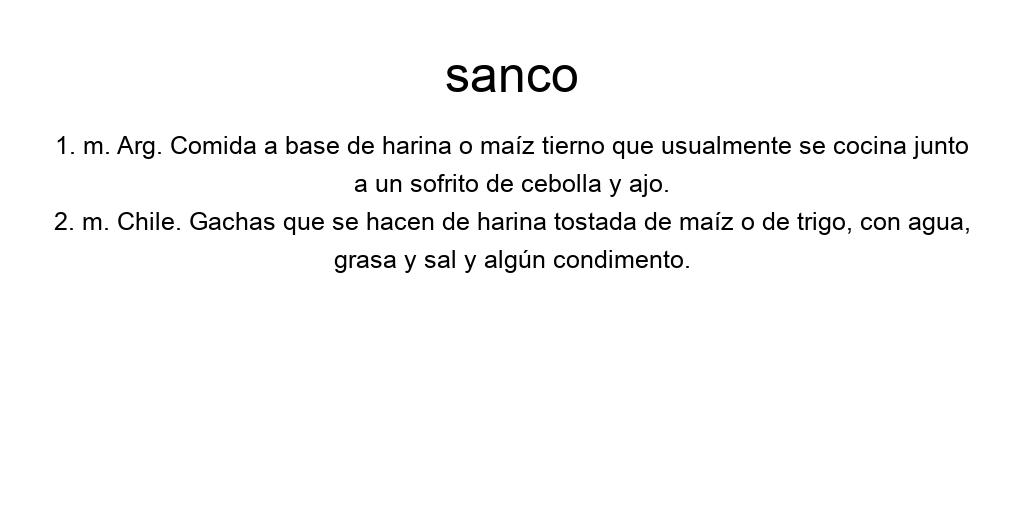 sanco
1. m. Arg. Comida a base de harina o maíz tierno que usualmente se cocina junto
a un sofrito de cebolla y ajo.
2. m. Chile. Gachas que se hacen de harina tostada de maíz o de trigo, con agua,
grasa y sal y algún condimento.